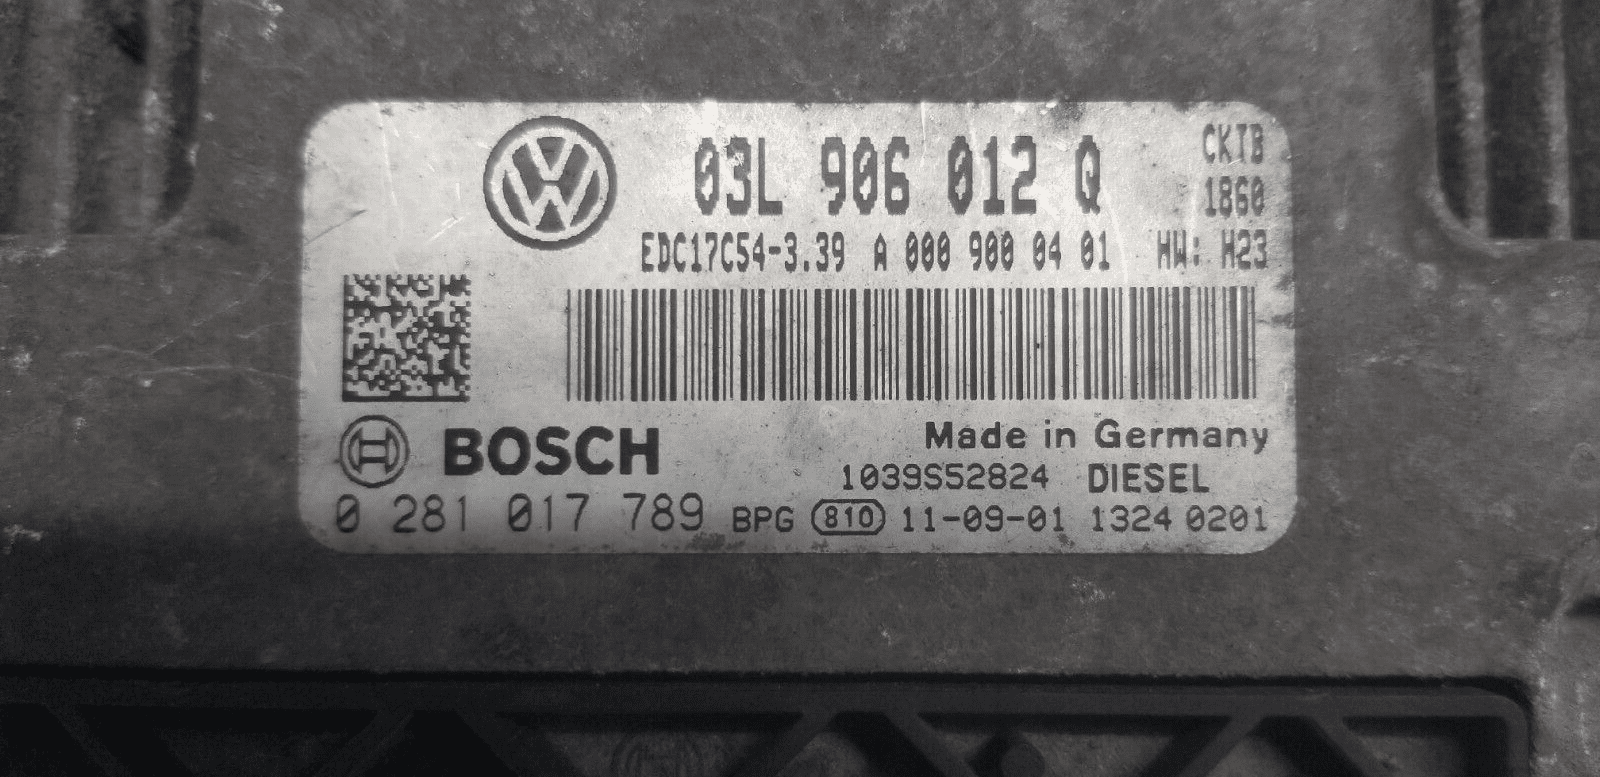 03L 906 012 Q CKTB
1860
EDC17C54-3.39 A 000 900 04 01 HW: H23
BOSCH Made in Germany
1039S52824 DIESEL
0 281 017 789 BPG 810 11-09-01 1324 0201